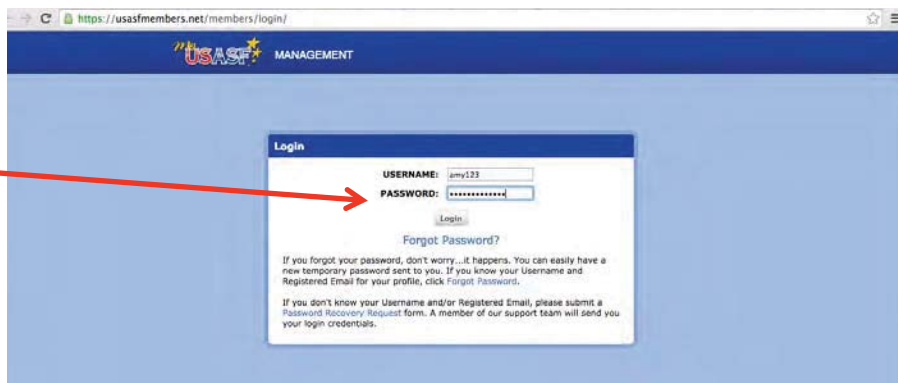 https://usasfmembers.net/members/login/
my USASF MANAGEMENT
Login
USERNAME: amy123
PASSWORD: •••••••••••••
Login
Forgot Password?
If you forgot your password, don't worry...it happens. You can easily have a
new temporary password sent to you. If you know your Username and
Registered Email for your profile, click Forgot Password.
If you don't know your Username and/or Registered Email, please submit a
Password Recovery Request form. A member of our support team will send you
your login credentials.